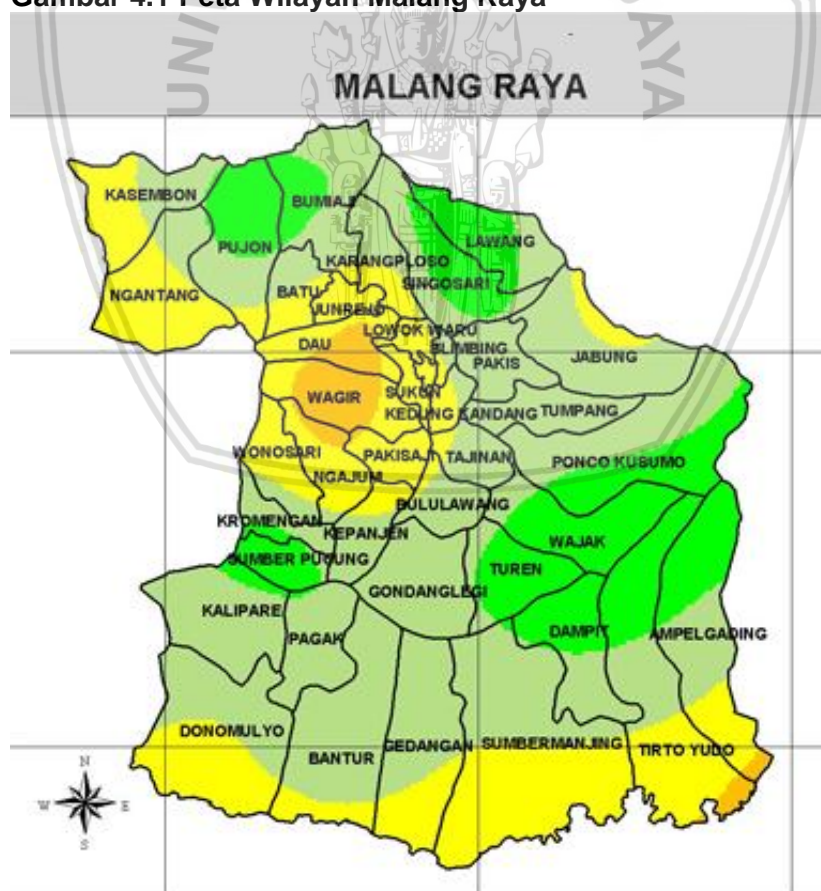 Gambar 4.1 Peta Wilayah Malang Raya
UNI
AYA
MALANG RAYA
KASEMBON
BUMIAJI
PUJON
LAWANG
KARANGPLOSO
SINGOSARI
NGANTANG
BATU
JUNREJO
LOWOK WARU
BLIMBING
DAU
PAKIS
JABUNG
WAGIR
SUKUN
KEDUNG KANDANG
TUMPANG
WONOSARI
PAKISAJI
TAJINAN
PONCO KUSUMO
NGAJUM
BULULAWANG
KROMENGAN
KEPANJEN
WAJAK
SUMBER PUCUNG
TUREN
GONDANGLEGI
KALIPARE
PAGAK
DAMPIT
AMPELGADING
DONOMULYO
BANTUR
GEDANGAN
SUMBERMANJING
TIRTO YUDO
N
W
E
S